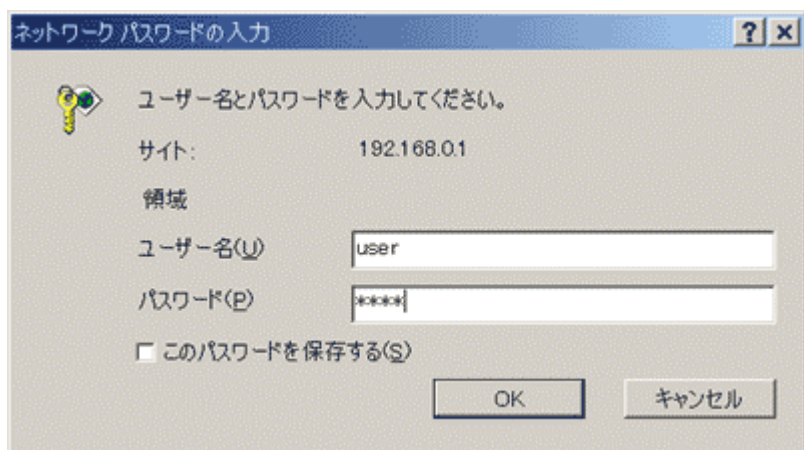 ネットワーク パスワードの入力
ユーザー名とパスワードを入力してください。
サイト: 192.168.0.1
領域
ユーザー名(U) user
パスワード(P) ****
このパスワードを保存する(S)
OK キャンセル